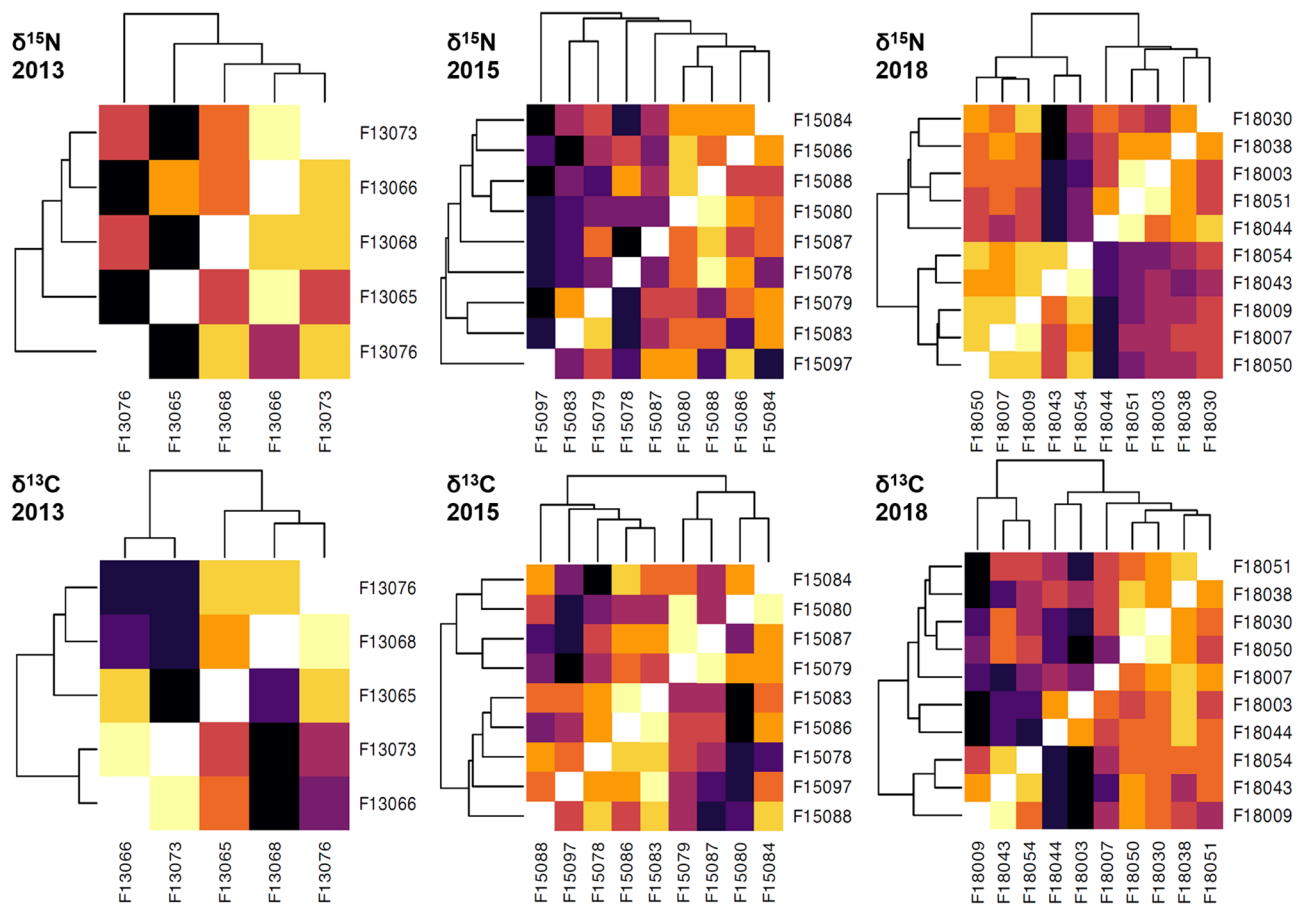 δ¹⁵N
2013
F13073
F13066
F13068
F13065
F13076
F13076
F13065
F13068
F13066
F13073
δ¹⁵N
2015
F15084
F15086
F15088
F15080
F15087
F15078
F15079
F15083
F15097
F15097
F15083
F15079
F15078
F15087
F15080
F15088
F15086
F15084
δ¹⁵N
2018
F18030
F18038
F18003
F18051
F18044
F18054
F18043
F18009
F18007
F18050
F18050
F18007
F18009
F18043
F18054
F18044
F18051
F18003
F18038
F18030
δ¹³C
2013
F13076
F13068
F13065
F13073
F13066
F13066
F13073
F13065
F13068
F13076
δ¹³C
2015
F15084
F15080
F15087
F15079
F15083
F15086
F15078
F15097
F15088
F15088
F15097
F15078
F15086
F15083
F15079
F15087
F15080
F15084
δ¹³C
2018
F18051
F18038
F18030
F18050
F18007
F18003
F18044
F18054
F18043
F18009
F18009
F18043
F18054
F18044
F18003
F18007
F18050
F18030
F18038
F18051